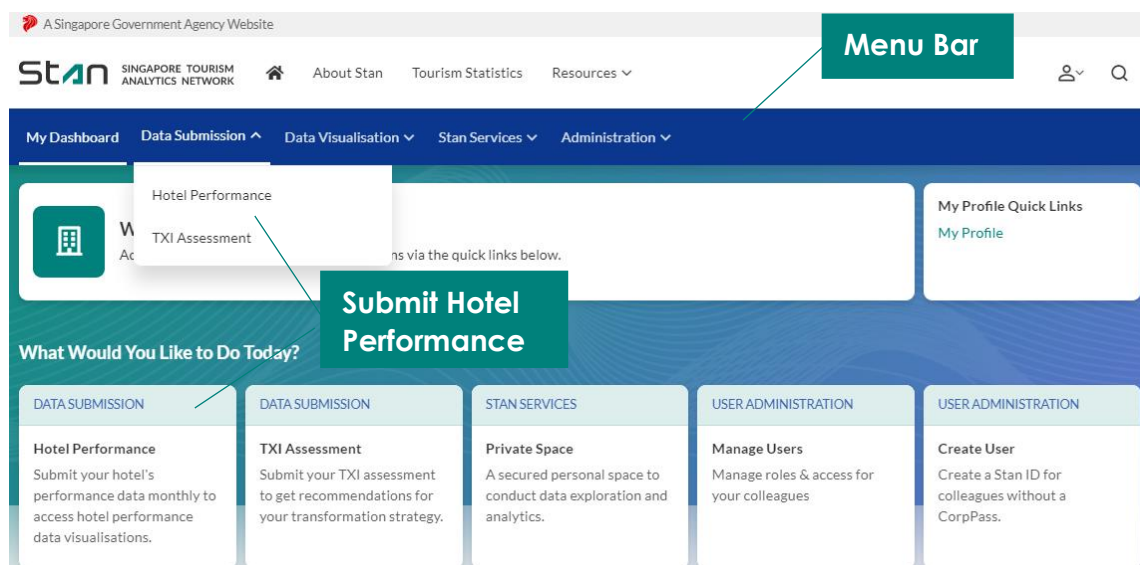 A Singapore Government Agency Website
Menu Bar
Stan SINGAPORE TOURISM
ANALYTICS NETWORK
About Stan Tourism Statistics Resources
My Dashboard Data Submission Data Visualisation Stan Services Administration
Hotel Performance
TXI Assessment
W
Ac
ns via the quick links below.
My Profile Quick Links
My Profile
Submit Hotel
Performance
What Would You Like to Do Today?
DATA SUBMISSION
Hotel Performance
Submit your hotel's
performance data monthly to
access hotel performance
data visualisations.
DATA SUBMISSION
TXI Assessment
Submit your TXI assessment
to get recommendations for
your transformation strategy.
STAN SERVICES
Private Space
A secured personal space to
conduct data exploration and
analytics.
USER ADMINISTRATION
Manage Users
Manage roles & access for
your colleagues
USER ADMINISTRATION
Create User
Create a Stan ID for
colleagues without a
CorpPass.